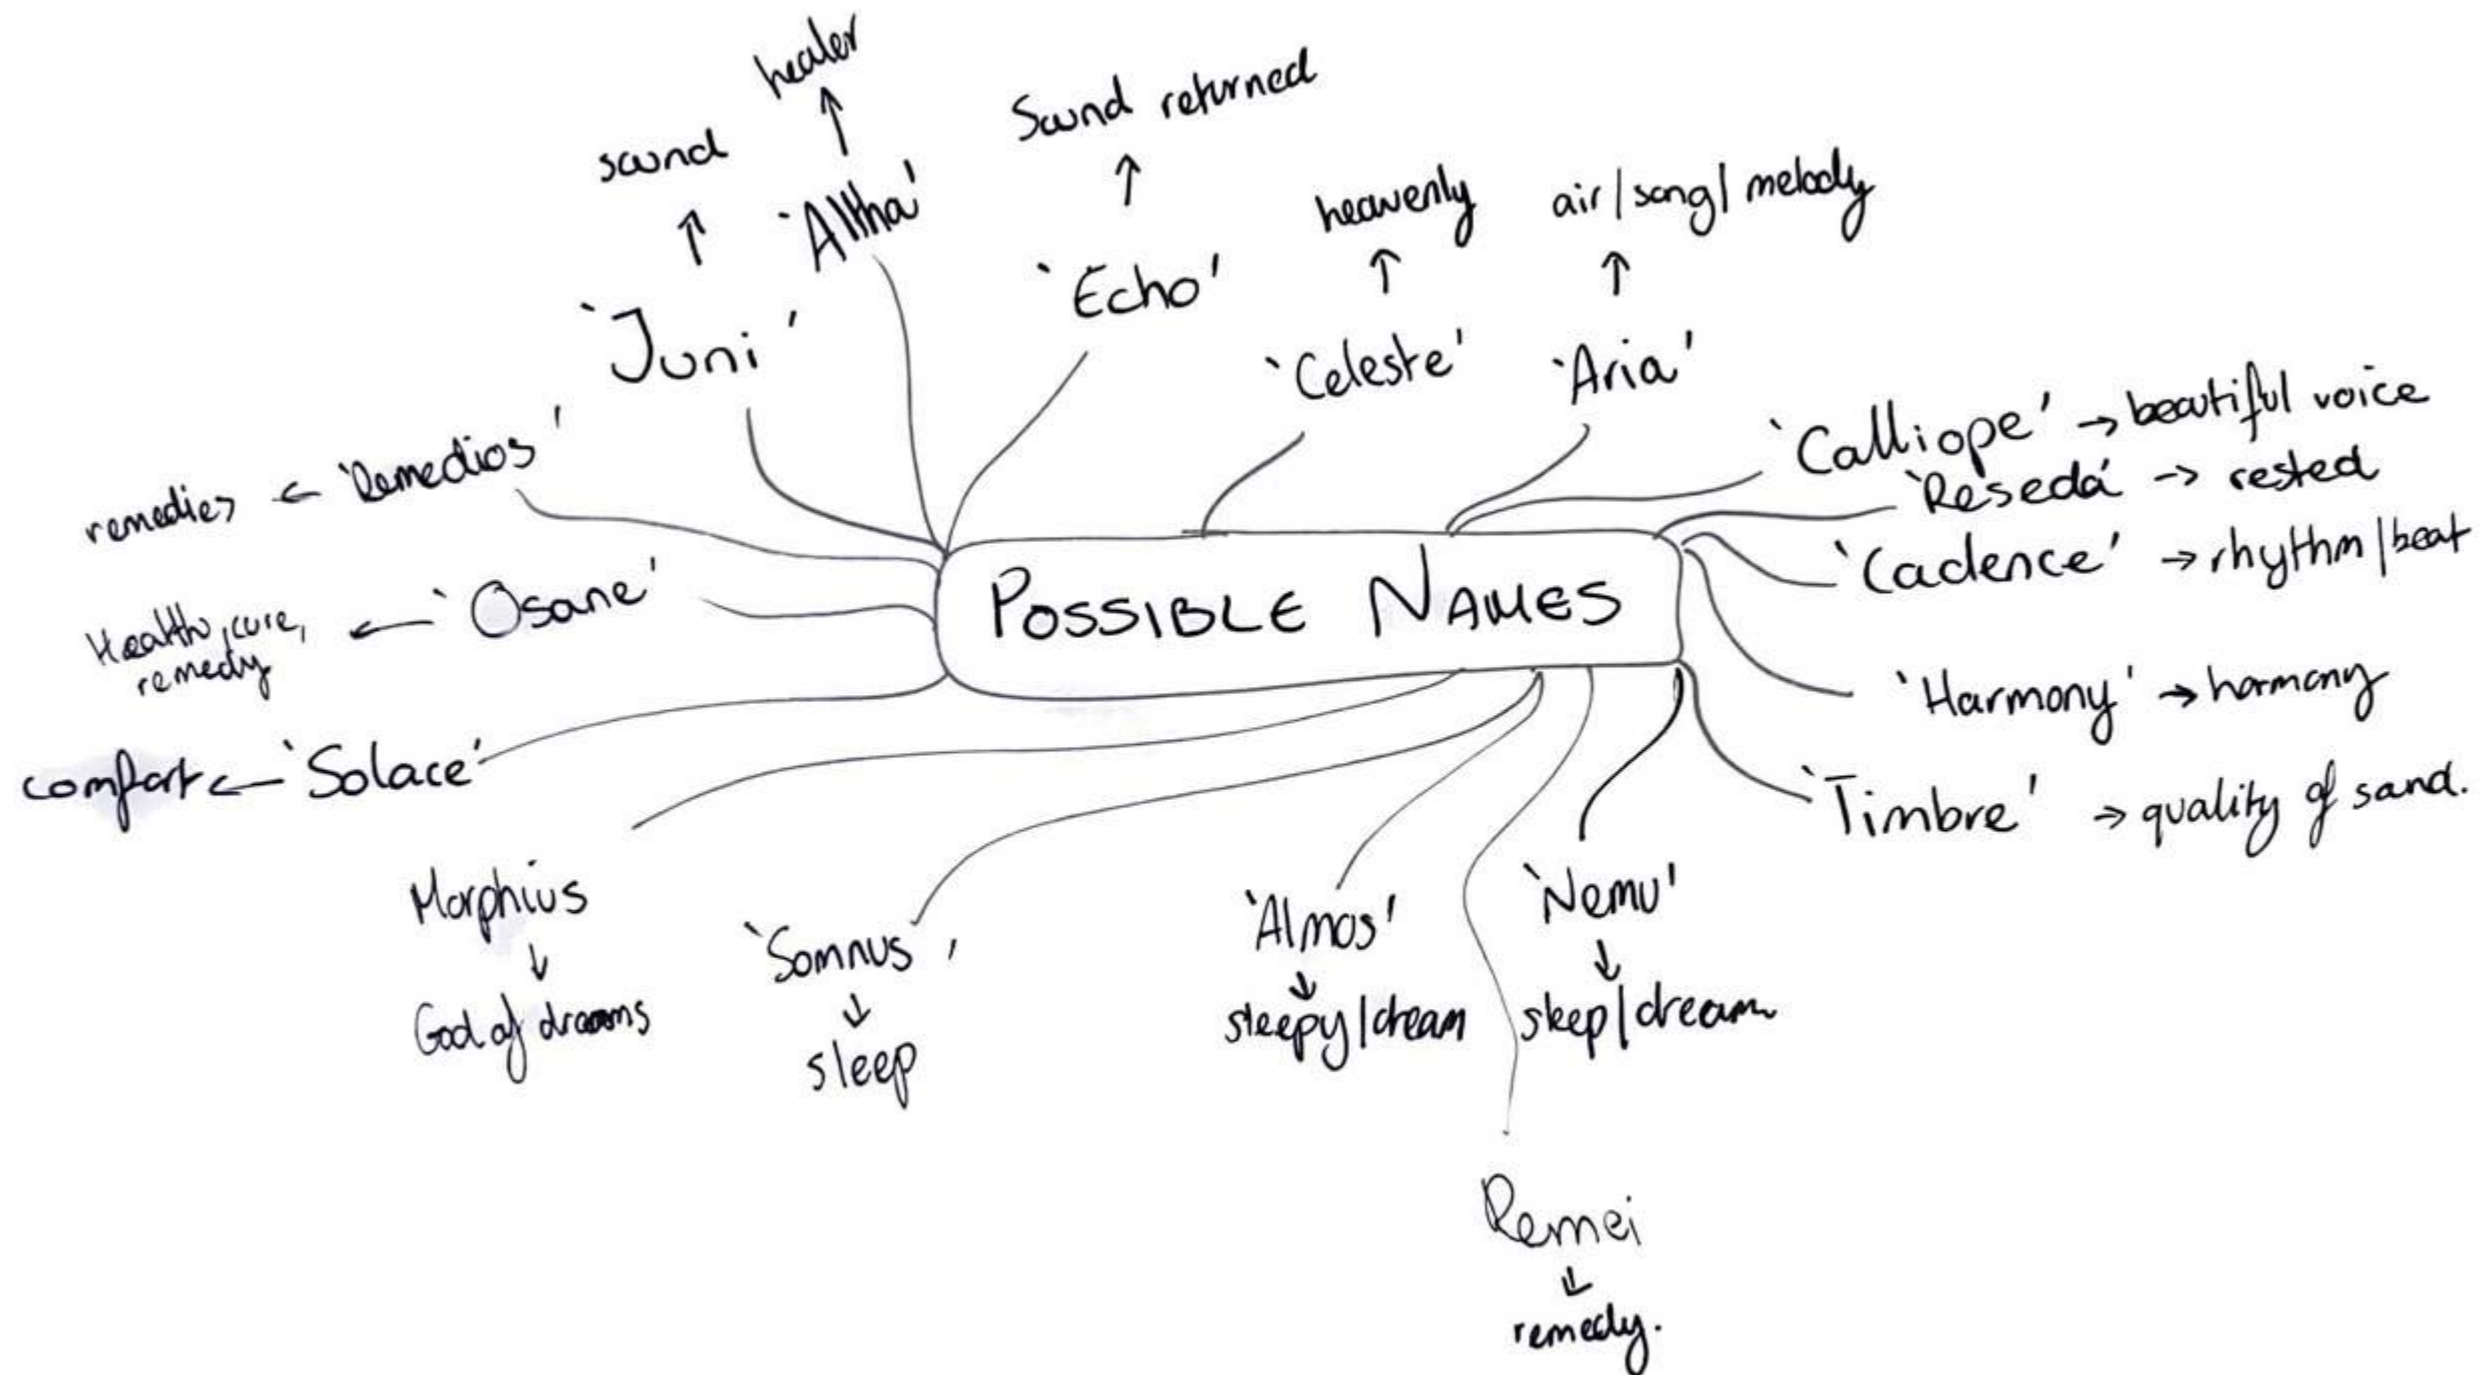 POSSIBLE NAMES
healer
'Altha'
sound
'Juni'
Sound returned
'Echo'
heavenly
'Celeste'
air/song/melody
'Aria'
'Calliope' → beautiful voice
'Reseda' → rested
'Cadence' → rhythm/beat
'Harmony' → harmony
'Timbre' → quality of sound.
'Nemu'
sleep/dream
Remei
remedy.
'Almos'
sleepy/dream
'Somnus'
sleep
Morphius
God of dreams
comfort ← 'Solace'
Health, cure, ← 'Osane'
remedy
remedies ← 'Remedios'